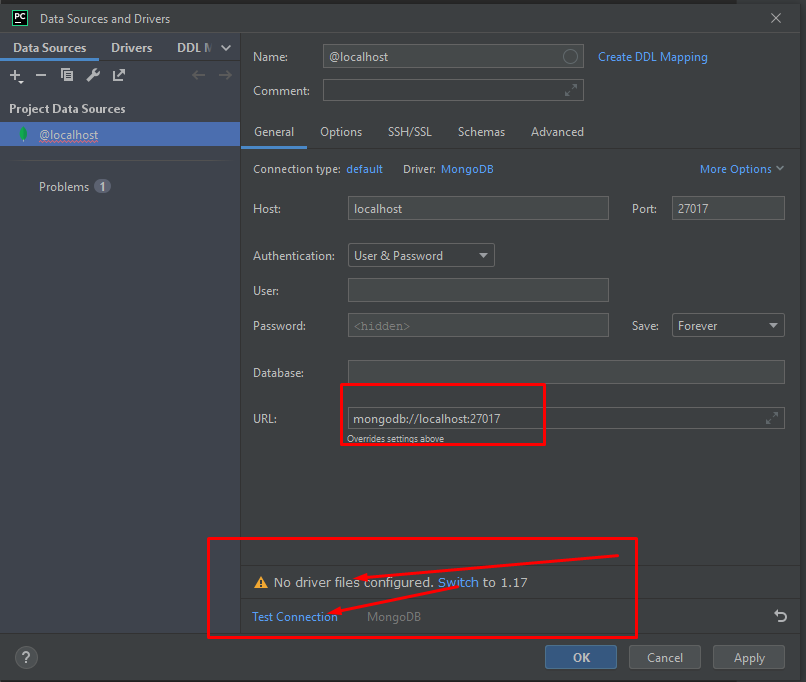 PC Data Sources and Drivers
Data Sources Drivers DDL M
Project Data Sources
@localhost
Problems 1
Name: @localhost Create DDL Mapping
Comment:
General Options SSH/SSL Schemas Advanced
Connection type: default Driver: MongoDB More Options
Host: localhost Port: 27017
Authentication: User & Password
User:
Password: <hidden> Save: Forever
Database:
URL: mongodb://localhost:27017
Overrides settings above
No driver files configured. Switch to 1.17
Test Connection MongoDB
? OK Cancel Apply